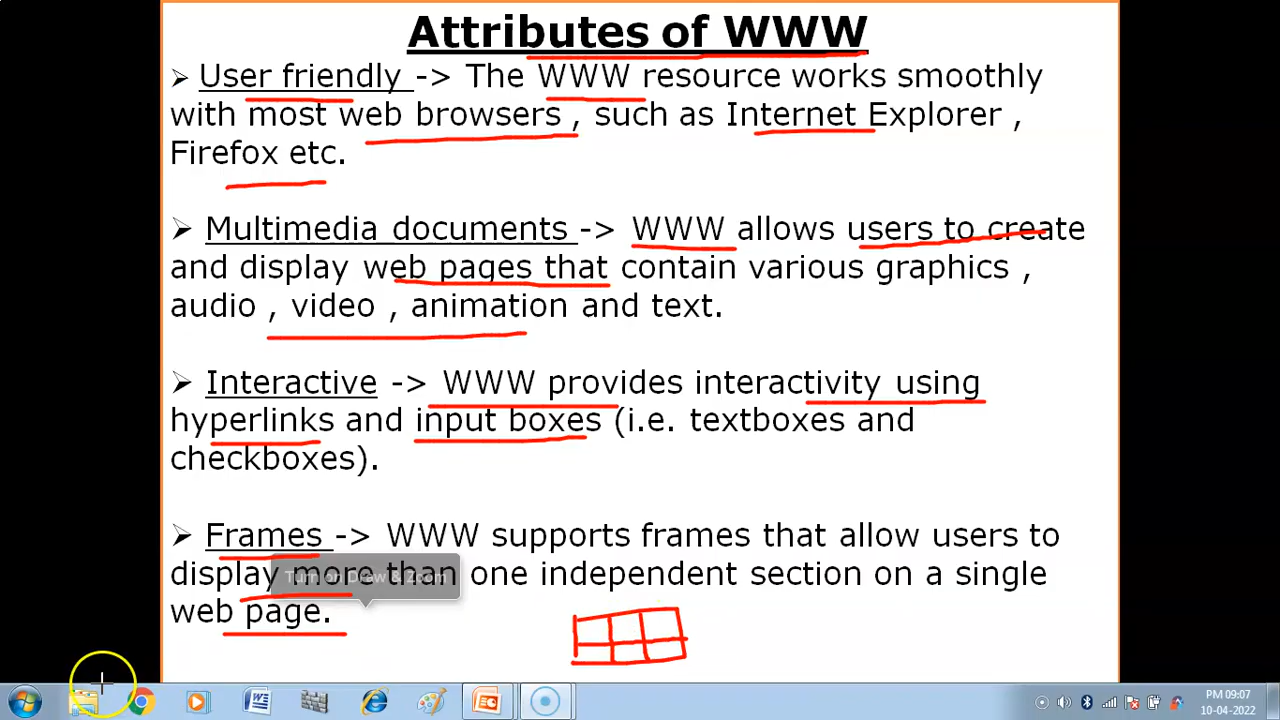 Attributes of WWW
➢ User friendly -> The WWW resource works smoothly
with most web browsers , such as Internet Explorer ,
Firefox etc.
➢ Multimedia documents -> WWW allows users to create
and display web pages that contain various graphics ,
audio , video , animation and text.
➢ Interactive -> WWW provides interactivity using
hyperlinks and input boxes (i.e. textboxes and
checkboxes).
➢ Frames -> WWW supports frames that allow users to
display more than one independent section on a single
Turn on Draw & Zoom
web page.
PM 09:07
10-04-2022